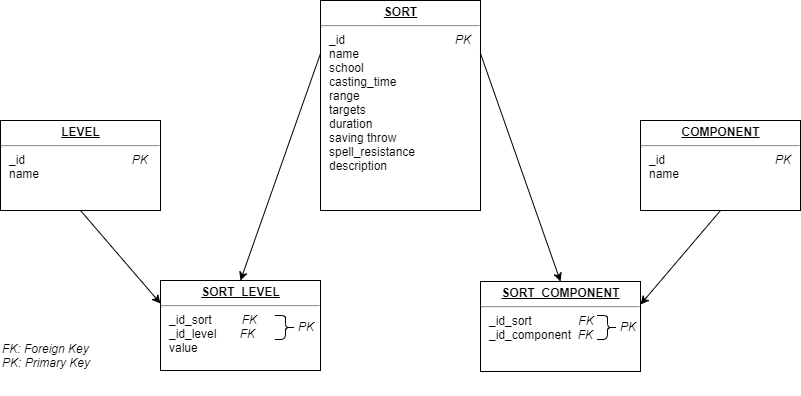 SORT
_id PK
name
school
casting_time
range
targets
duration
saving throw
spell_resistance
description
LEVEL
_id PK
name
COMPONENT
_id PK
name
SORT_LEVEL
_id_sort FK
_id_level FK
PK
value
SORT_COMPONENT
_id_sort FK
_id_component FK
PK
FK: Foreign Key
PK: Primary Key